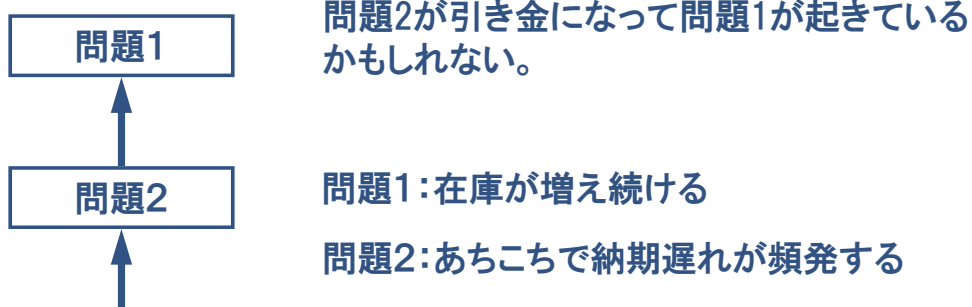 問題1
問題2が引き金になって問題1が起きている
かもしれない。
問題2
問題1:在庫が増え続ける
問題2:あちこちで納期遅れが頻発する